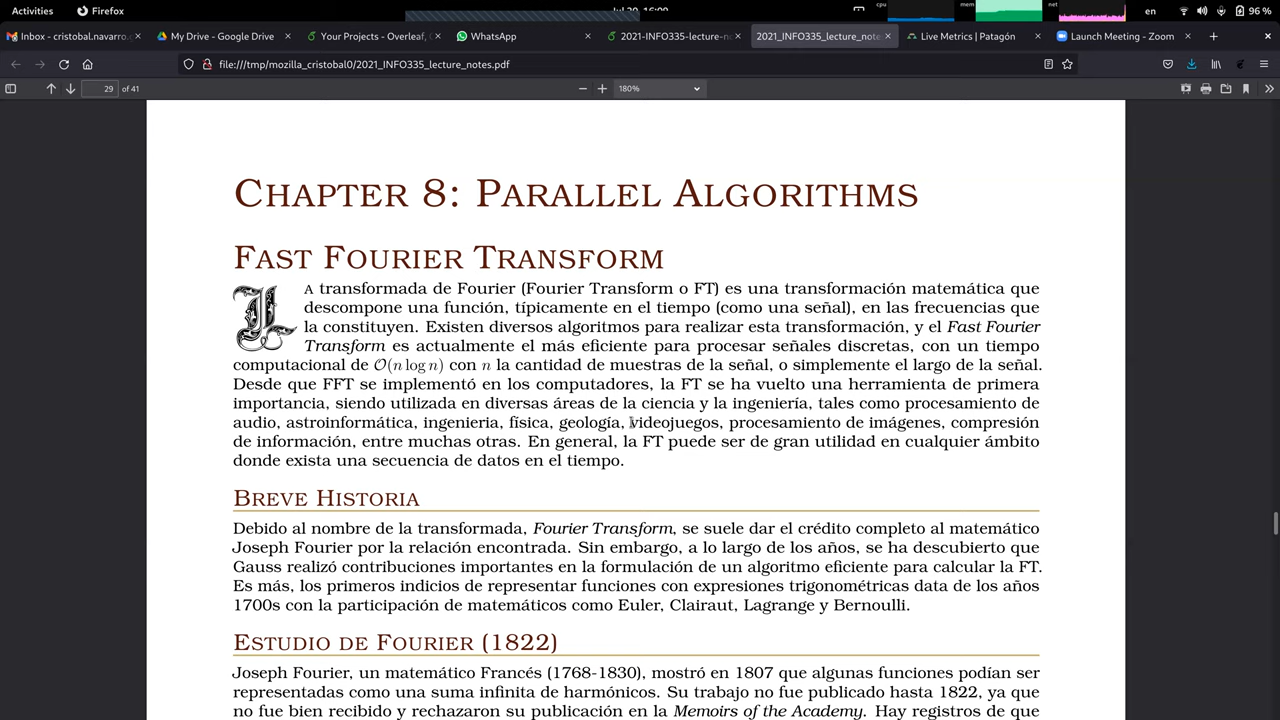 Activities Firefox Jul 20 16:09 cpu mem net en 96 %
Inbox - cristobal.navarro. My Drive - Google Drive Your Projects - Overleaf, WhatsApp 2021-INFO335-lecture-n 2021_INFO335_lecture_note Live Metrics | Patagón Launch Meeting - Zoom
file:///tmp/mozilla_cristobal0/2021_INFO335_lecture_notes.pdf
29 of 41 180%
CHAPTER 8: PARALLEL ALGORITHMS
FAST FOURIER TRANSFORM
LA transformada de Fourier (Fourier Transform o FT) es una transformación matemática que
descompone una función, típicamente en el tiempo (como una señal), en las frecuencias que
la constituyen. Existen diversos algoritmos para realizar esta transformación, y el Fast Fourier
Transform es actualmente el más eficiente para procesar señales discretas, con un tiempo
computacional de O(n log n) con n la cantidad de muestras de la señal, o simplemente el largo de la señal.
Desde que FFT se implementó en los computadores, la FT se ha vuelto una herramienta de primera
importancia, siendo utilizada en diversas áreas de la ciencia y la ingeniería, tales como procesamiento de
audio, astroinformática, ingenieria, física, geología, videojuegos, procesamiento de imágenes, compresión
de información, entre muchas otras. En general, la FT puede ser de gran utilidad en cualquier ámbito
donde exista una secuencia de datos en el tiempo.
BREVE HISTORIA
Debido al nombre de la transformada, Fourier Transform, se suele dar el crédito completo al matemático
Joseph Fourier por la relación encontrada. Sin embargo, a lo largo de los años, se ha descubierto que
Gauss realizó contribuciones importantes en la formulación de un algoritmo eficiente para calcular la FT.
Es más, los primeros indicios de representar funciones con expresiones trigonométricas data de los años
1700s con la participación de matemáticos como Euler, Clairaut, Lagrange y Bernoulli.
ESTUDIO DE FOURIER (1822)
Joseph Fourier, un matemático Francés (1768-1830), mostró en 1807 que algunas funciones podían ser
representadas como una suma infinita de harmónicos. Su trabajo no fue publicado hasta 1822, ya que
no fue bien recibido y rechazaron su publicación en la Memoirs of the Academy. Hay registros de que